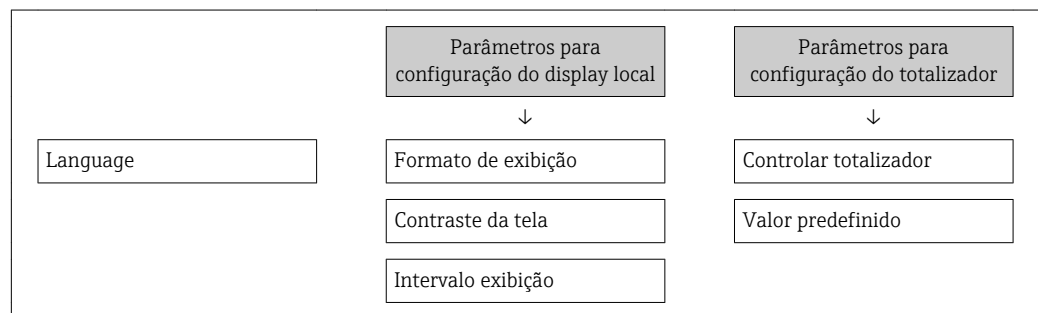 Parâmetros para
configuração do display local
Parâmetros para
configuração do totalizador
↓
↓
Language
Formato de exibição
Controlar totalizador
Contraste da tela
Valor predefinido
Intervalo exibição